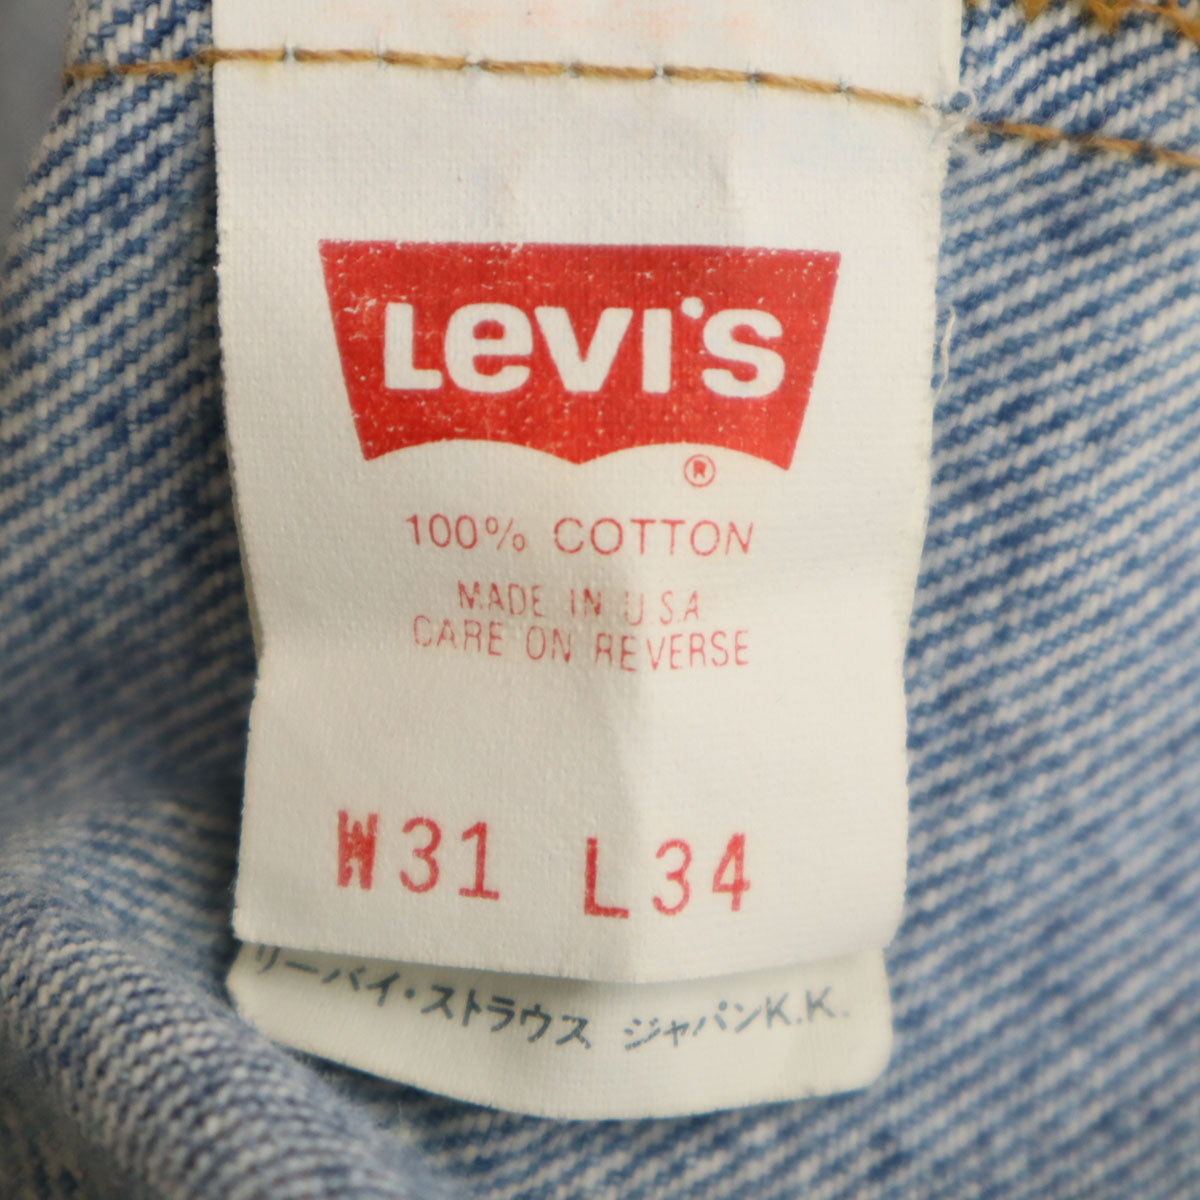 Levi's
®
100% COTTON
MADE IN U.S.A
CARE ON REVERSE
W31 L34
リーバイ・ストラウス ジャパンK.K.